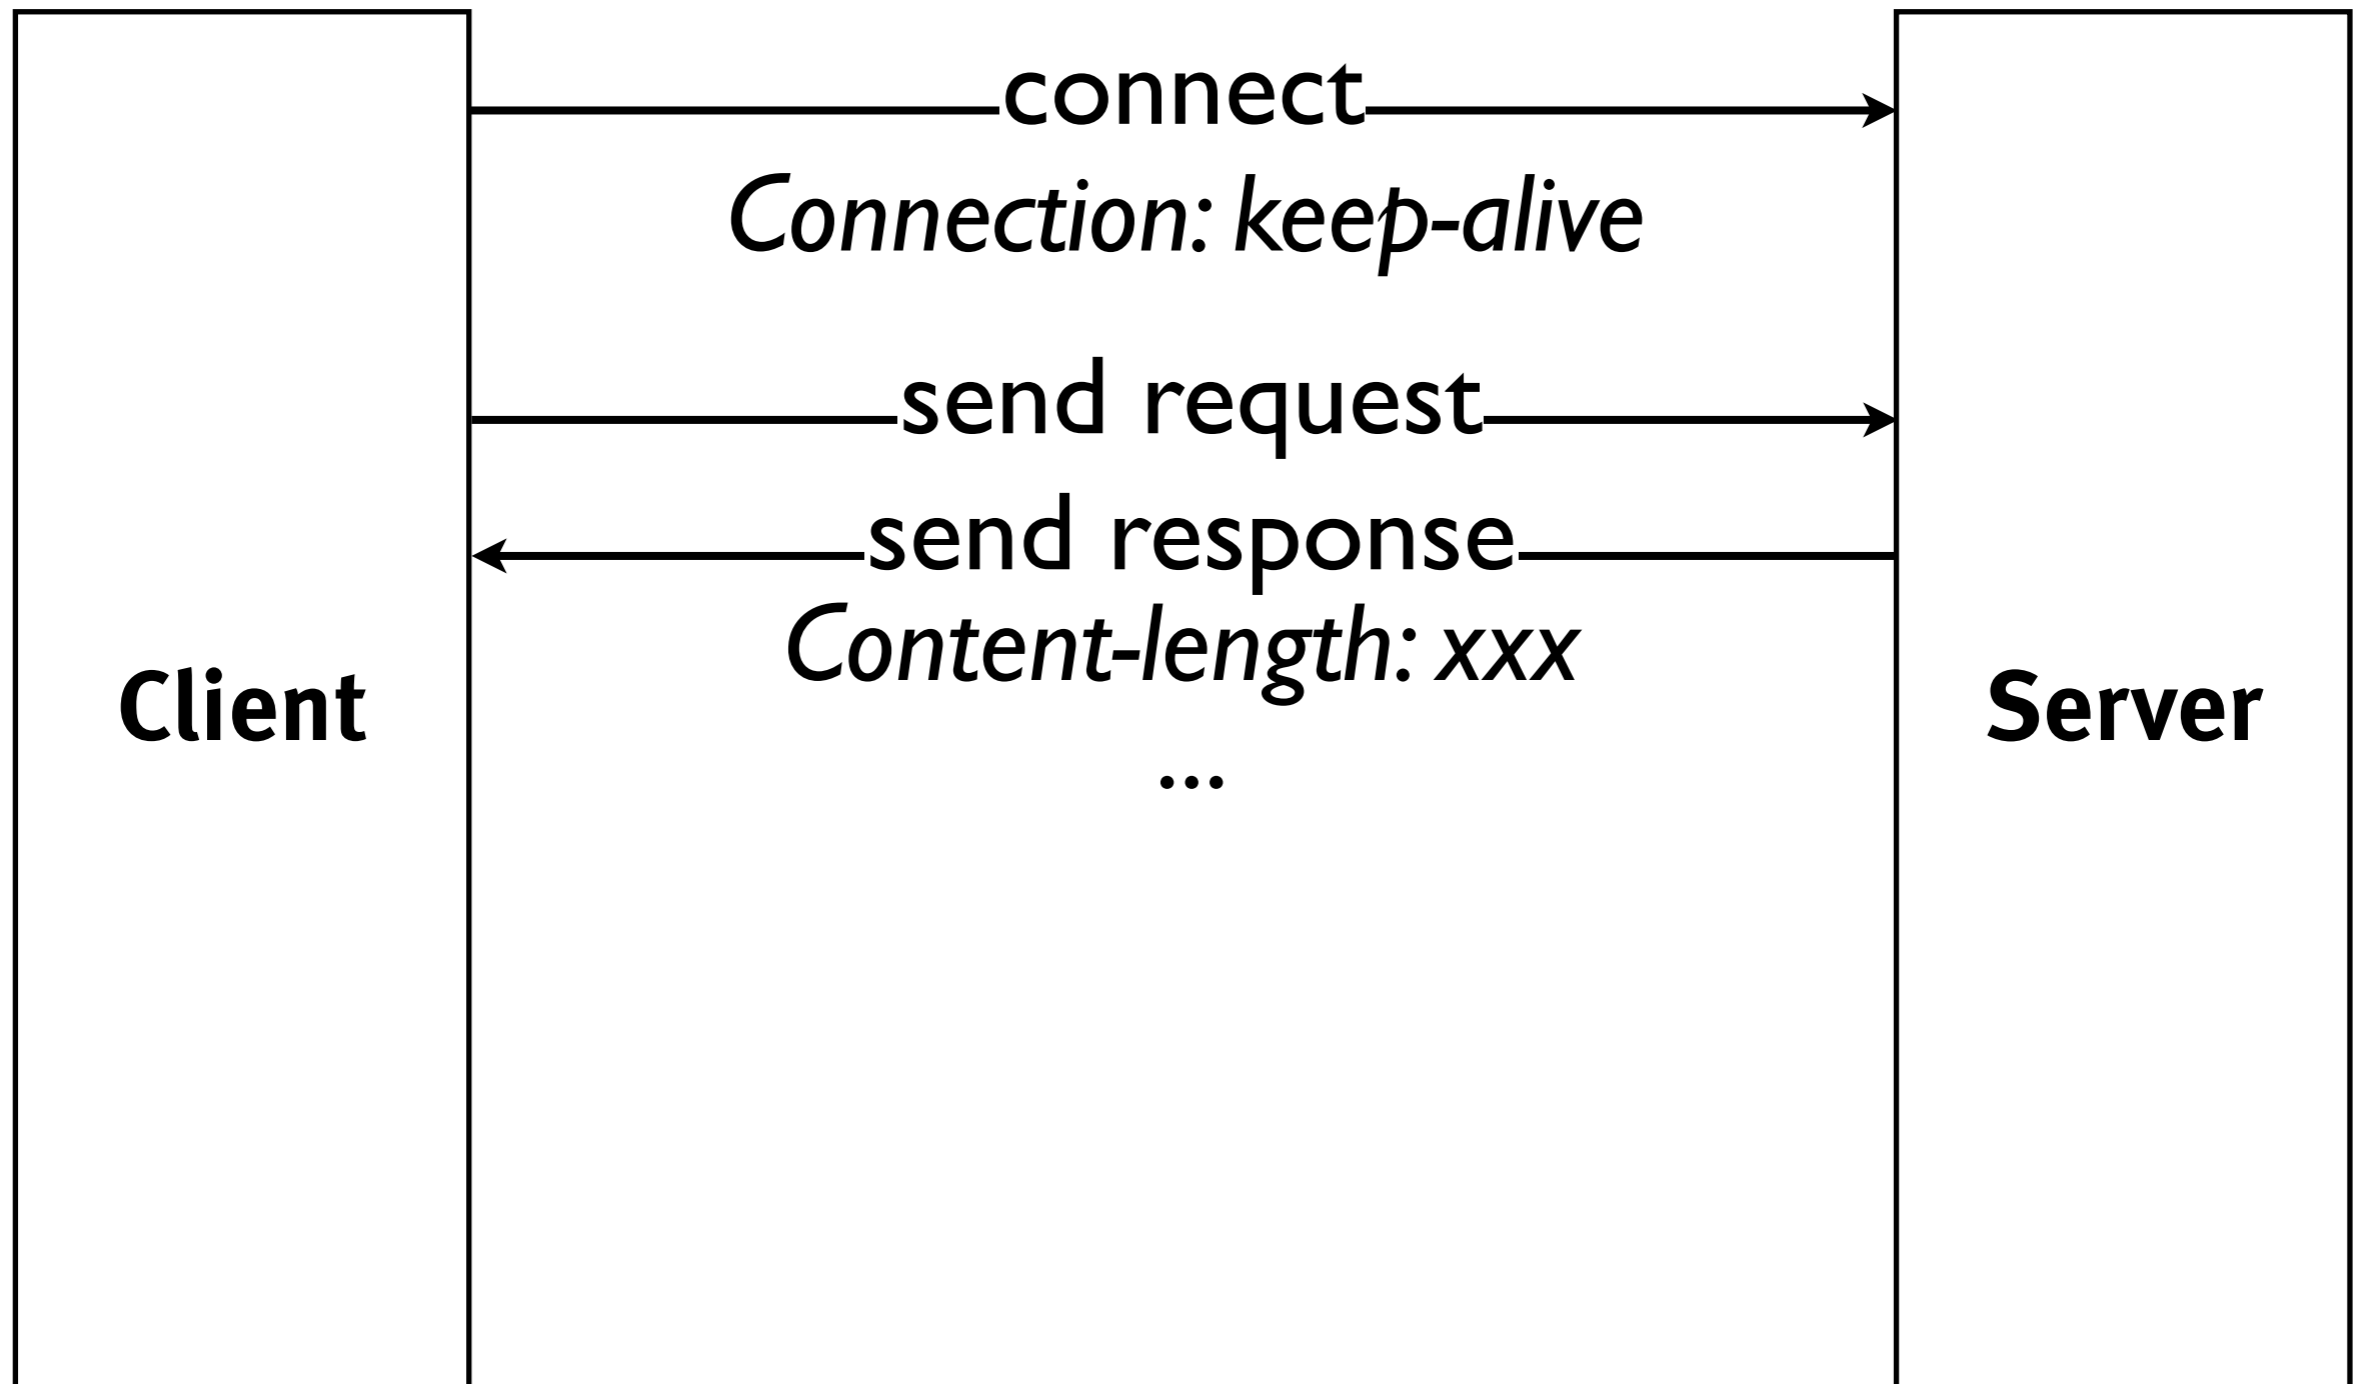 connect
Connection: keep-alive
send request
send response
Content-length: xxx
Client
Server
...